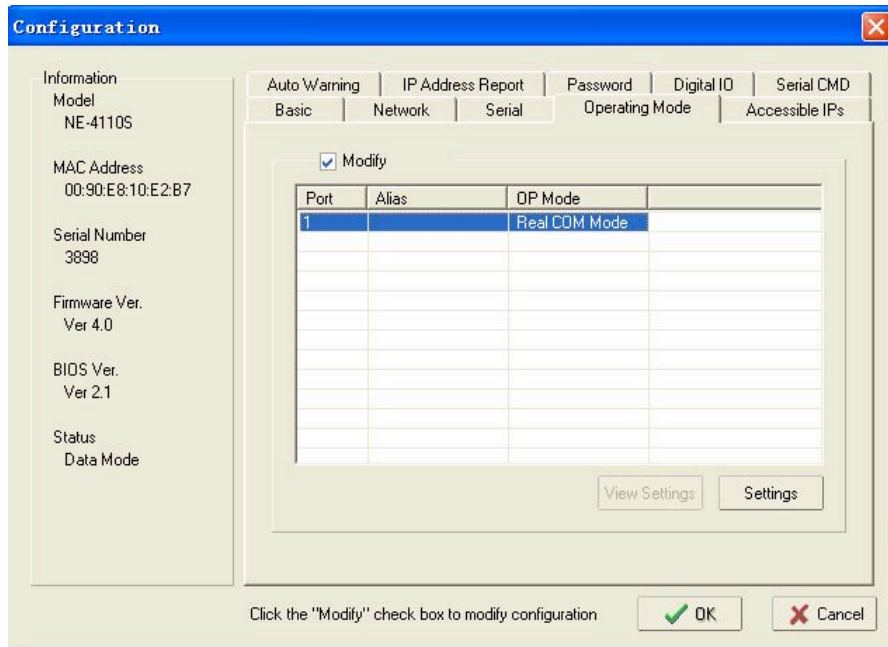 Configuration
Information
Model
NE-4110S
MAC Address
00:90:E8:10:E2:B7
Serial Number
3898
Firmware Ver.
Ver 4.0
BIOS Ver.
Ver 2.1
Status
Data Mode
Auto Warning IP Address Report Password Digital IO Serial CMD
Basic Network Serial Operating Mode Accessible IPs
Modify
Port Alias OP Mode
1 Real COM Mode
View Settings Settings
Click the "Modify" check box to modify configuration OK Cancel